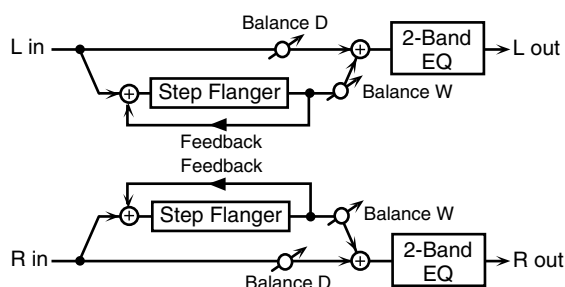 Balance D
L in
2-Band
EQ
L out
Step Flanger
Balance W
Feedback
Feedback
Step Flanger
Balance W
R in
2-Band
EQ
R out
Balance D